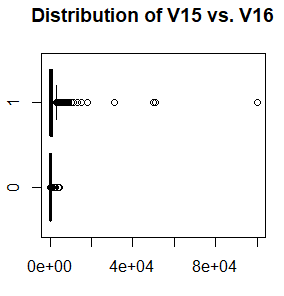 Distribution of V15 vs. V16
1
0
0e+00 4e+04 8e+04